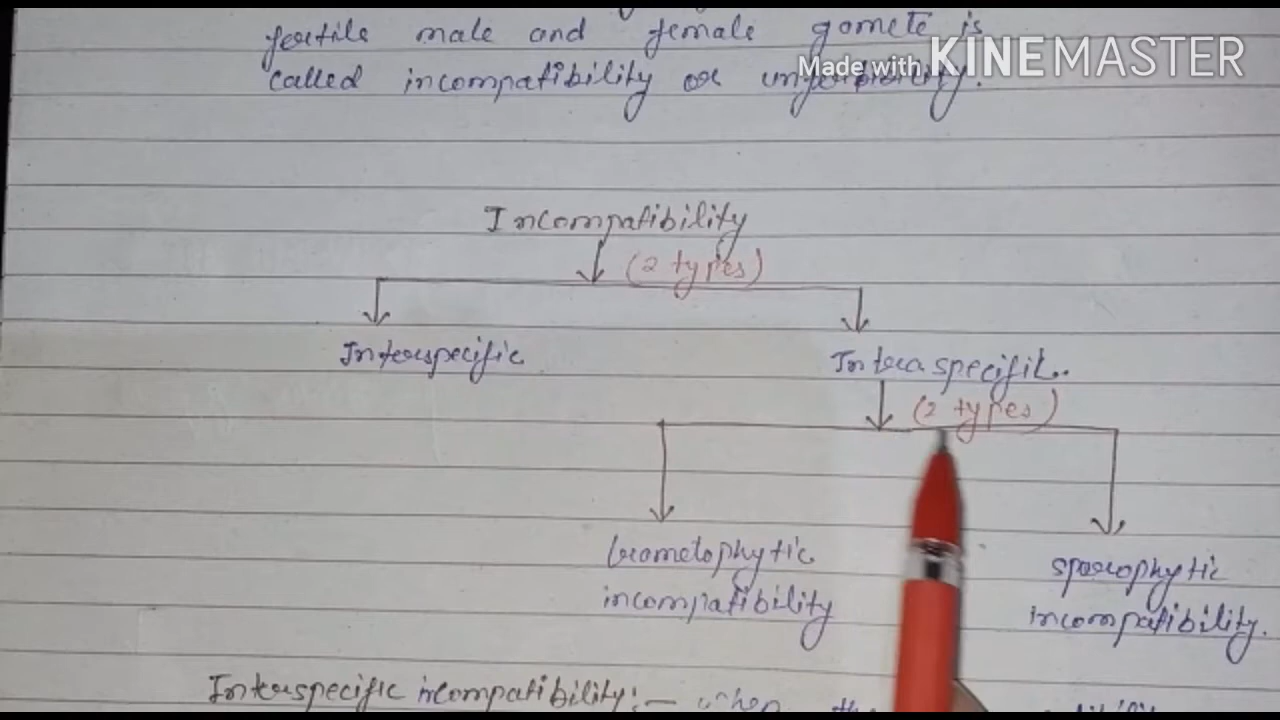 fertile male and female gamete is
called incompatibility or
Made with KINEMASTER
Incompatibility
(2 types)
Interspecific
Intraspecific..
(2 types)
Gametophytic
incompatibility
sporophytic
incompatibility.
Interspecific incompatibility:- when